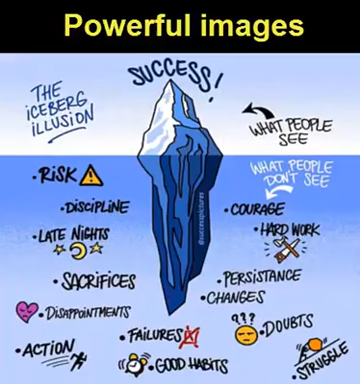 Powerful images
SUCCESS!
THE
ICEBERG
ILLUSION
WHAT PEOPLE
SEE
WHAT PEOPLE
DON'T SEE
• RISK
• DISCIPLINE
• LATE NIGHTS
• SACRIFICES
• DISAPPOINTMENTS
• ACTION
• FAILURES
• GOOD HABITS
@successpictures
• COURAGE
• HARD WORK
• PERSISTANCE
• CHANGES
???
• DOUBTS
• STRUGGLE